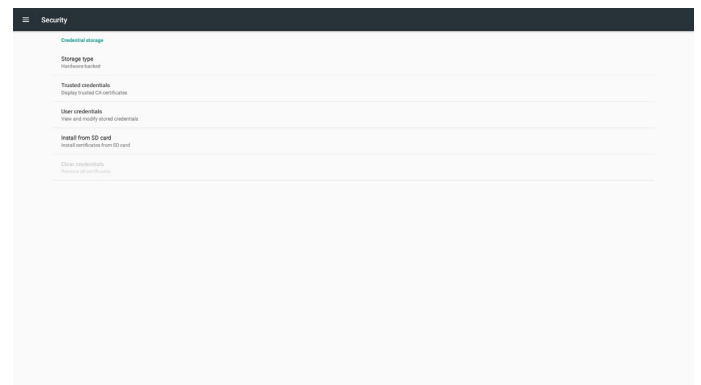 Security
Credential storage
Storage type
Hardware-backed
Trusted credentials
Display trusted CA certificates
User credentials
View and modify stored credentials
Install from SD card
Install certificates from SD card
Clear credentials
Remove all certificates